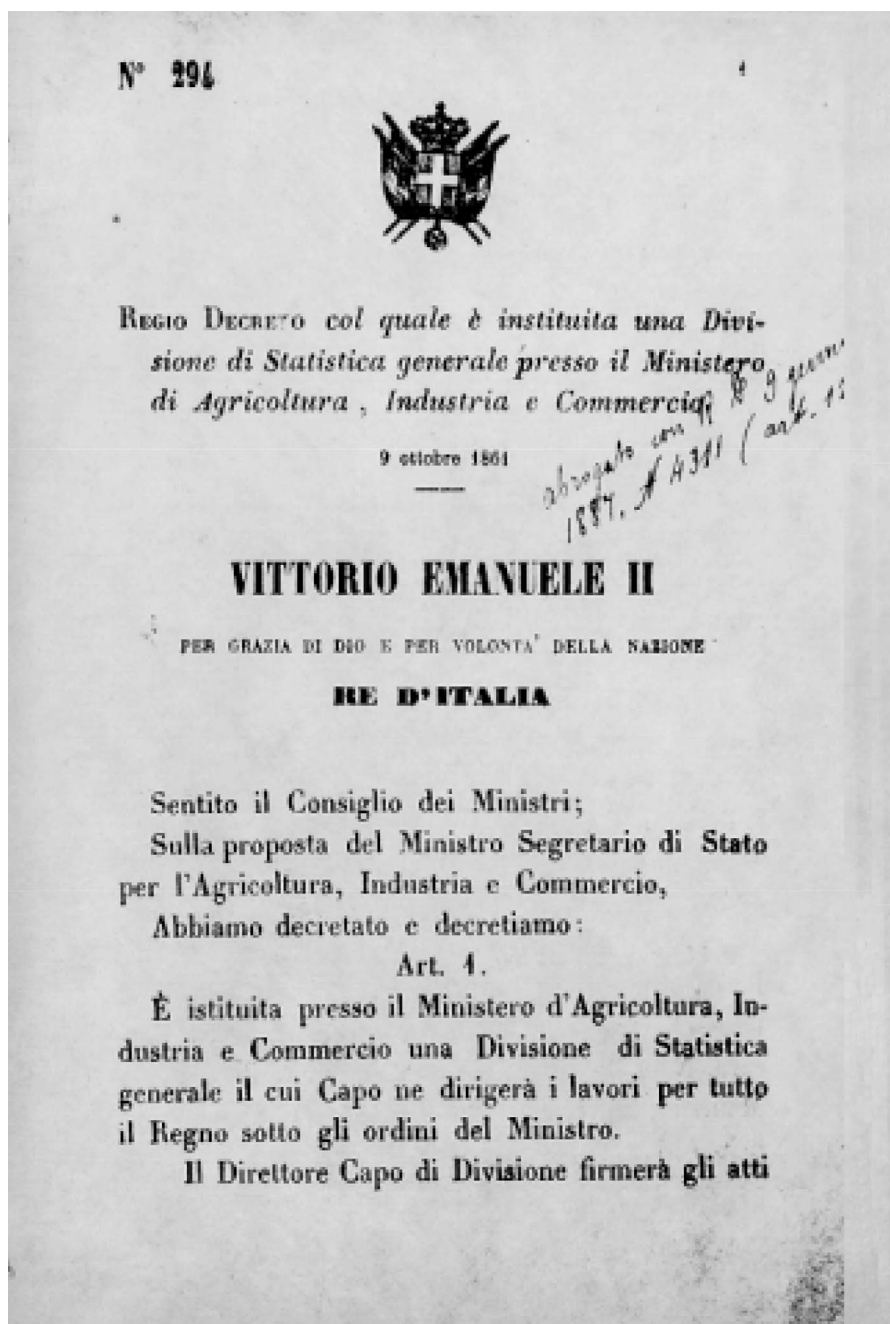 N° 294
1
REGIO DECRETO col quale è instituita una Divi-
sione di Statistica generale presso il Ministero
di Agricoltura, Industria e Commercio,
9 ottobre 1861
abrogato con R D 9
1887. N 4311 (art. 12
VITTORIO EMANUELE II
PER GRAZIA DI DIO E PER VOLONTA' DELLA NAZIONE
RE D'ITALIA
Sentito il Consiglio dei Ministri;
Sulla proposta del Ministro Segretario di Stato
per l'Agricoltura, Industria e Commercio,
Abbiamo decretato e decretiamo:
Art. 1.
È istituita presso il Ministero d'Agricoltura, In-
dustria e Commercio una Divisione di Statistica
generale il cui Capo ne dirigerà i lavori per tutto
il Regno sotto gli ordini del Ministro.
Il Direttore Capo di Divisione firmerà gli atti